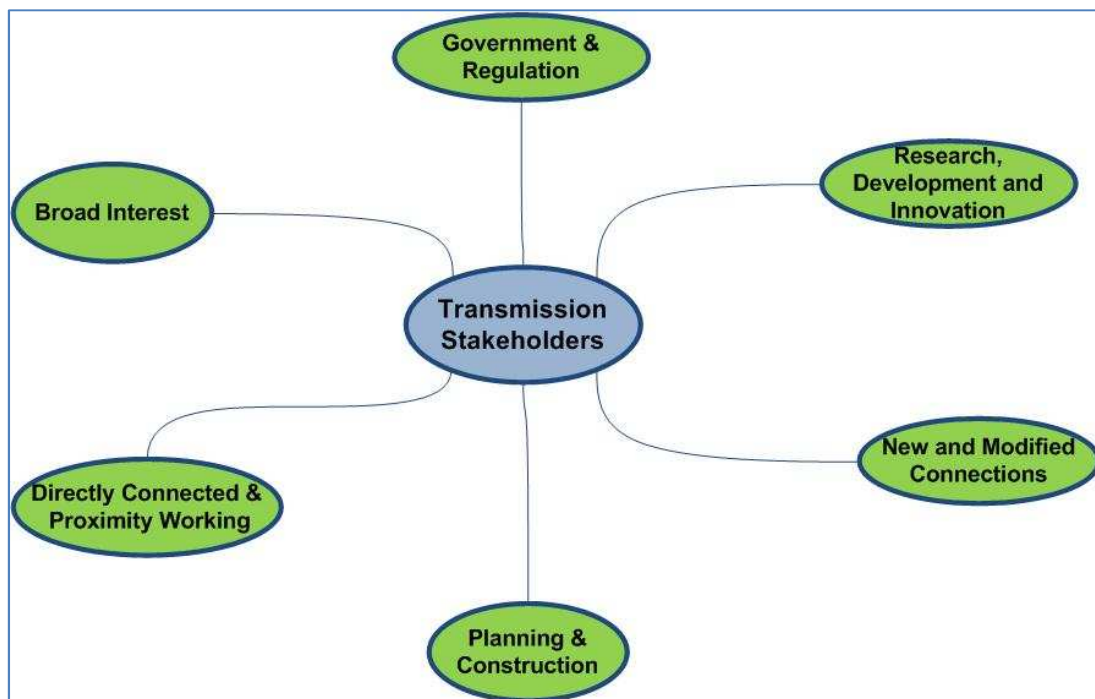 Government &
Regulation
Research,
Development and
Innovation
Broad Interest
Transmission
Stakeholders
New and Modified
Connections
Directly Connected &
Proximity Working
Planning &
Construction